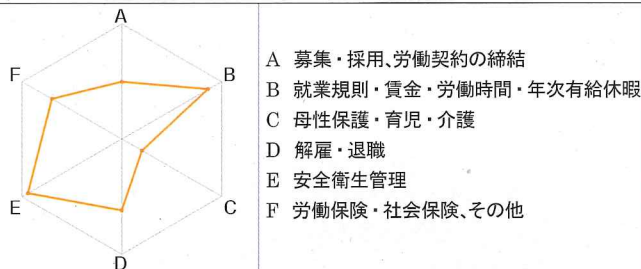 A
B
C
D
E
F
A 募集・採用、労働契約の締結
B 就業規則・賃金・労働時間・年次有給休暇
C 母性保護・育児・介護
D 解雇・退職
E 安全衛生管理
F 労働保険・社会保険、その他